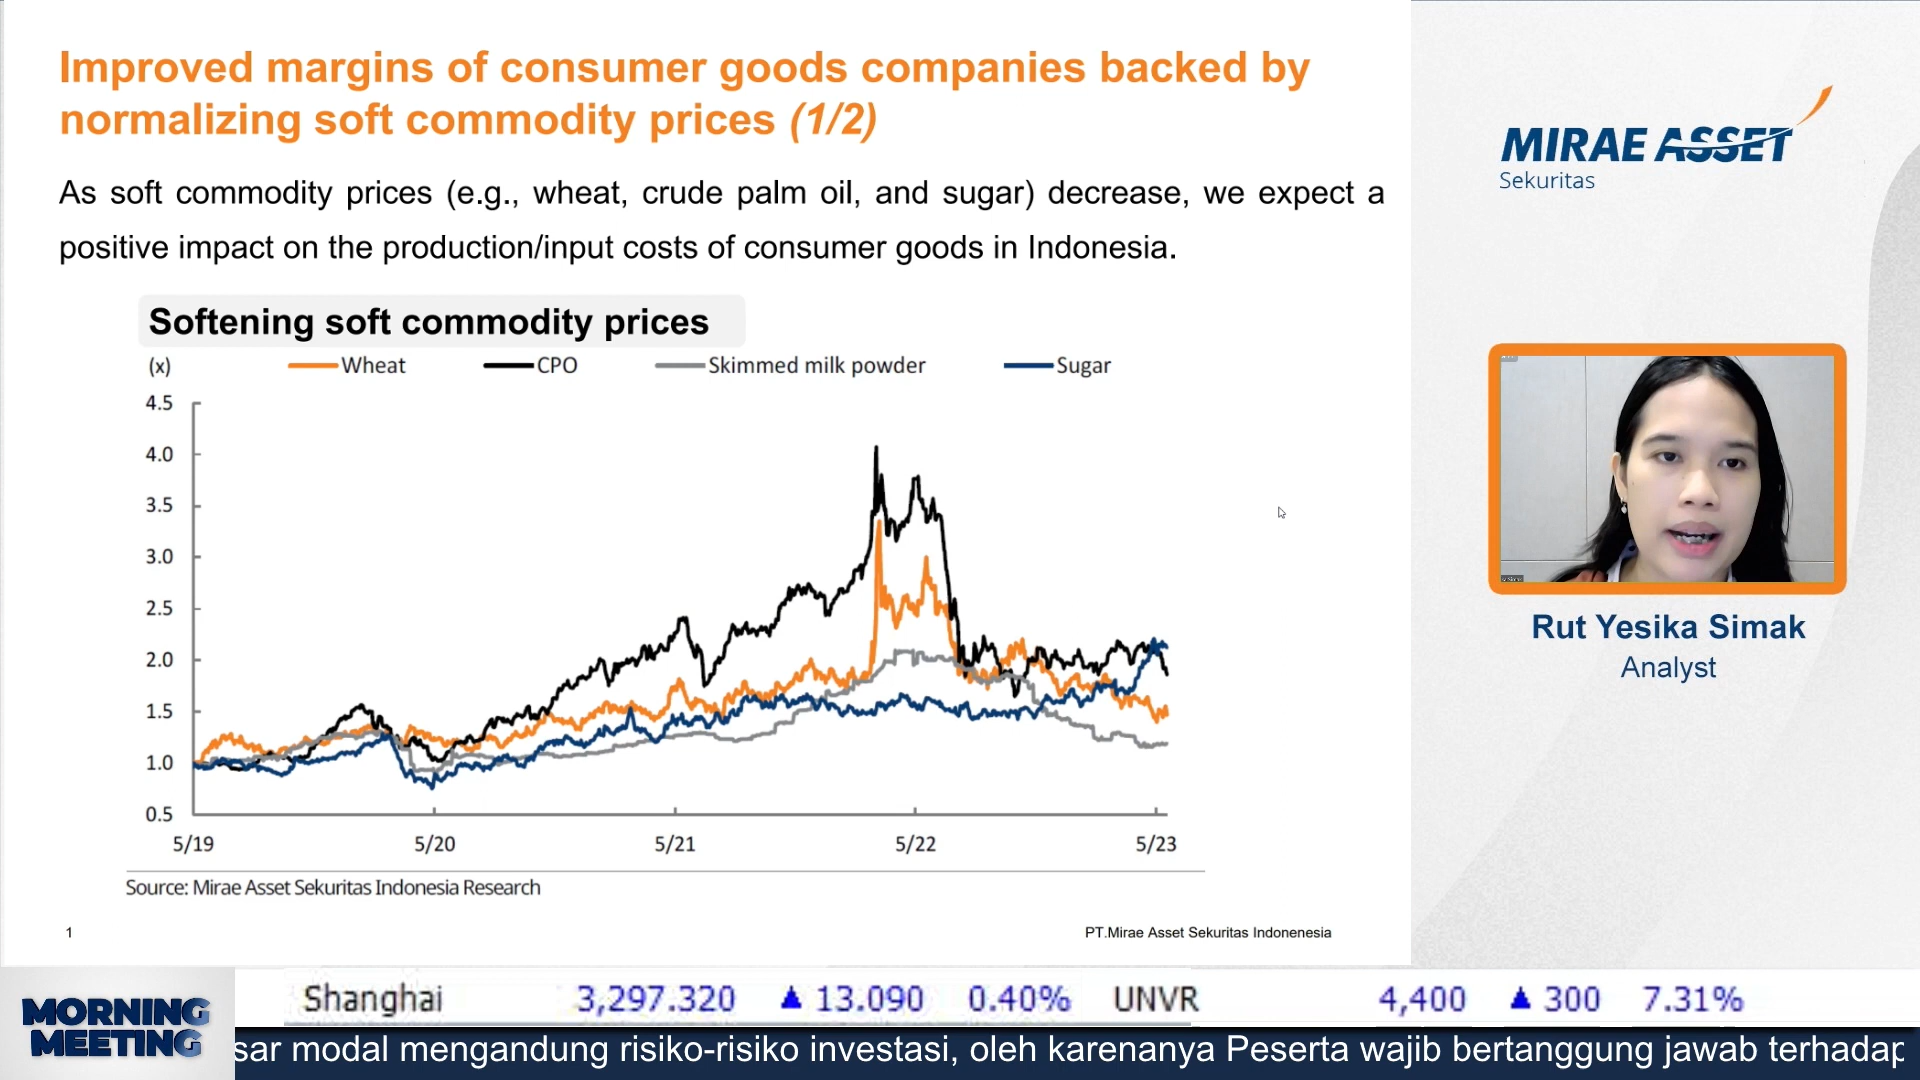 Improved margins of consumer goods companies backed by
normalizing soft commodity prices (1/2)
As soft commodity prices (e.g., wheat, crude palm oil, and sugar) decrease, we expect a
positive impact on the production/input costs of consumer goods in Indonesia.
Softening soft commodity prices
(x) Wheat CPO Skimmed milk powder Sugar
4.5
4.0
3.5
3.0
2.5
2.0
1.5
1.0
0.5
5/19 5/20 5/21 5/22 5/23
Source: Mirae Asset Sekuritas Indonesia Research
1 PT.Mirae Asset Sekuritas Indonenesia
MIRAE ASSET
Sekuritas
Rut Yesika Simak
Analyst
Shanghai 3,297.320 ▲ 13.090 0.40% UNVR 4,400 ▲ 300 7.31%
MORNING
MEETING
sar modal mengandung risiko-risiko investasi, oleh karenanya Peserta wajib bertanggung jawab terhadap